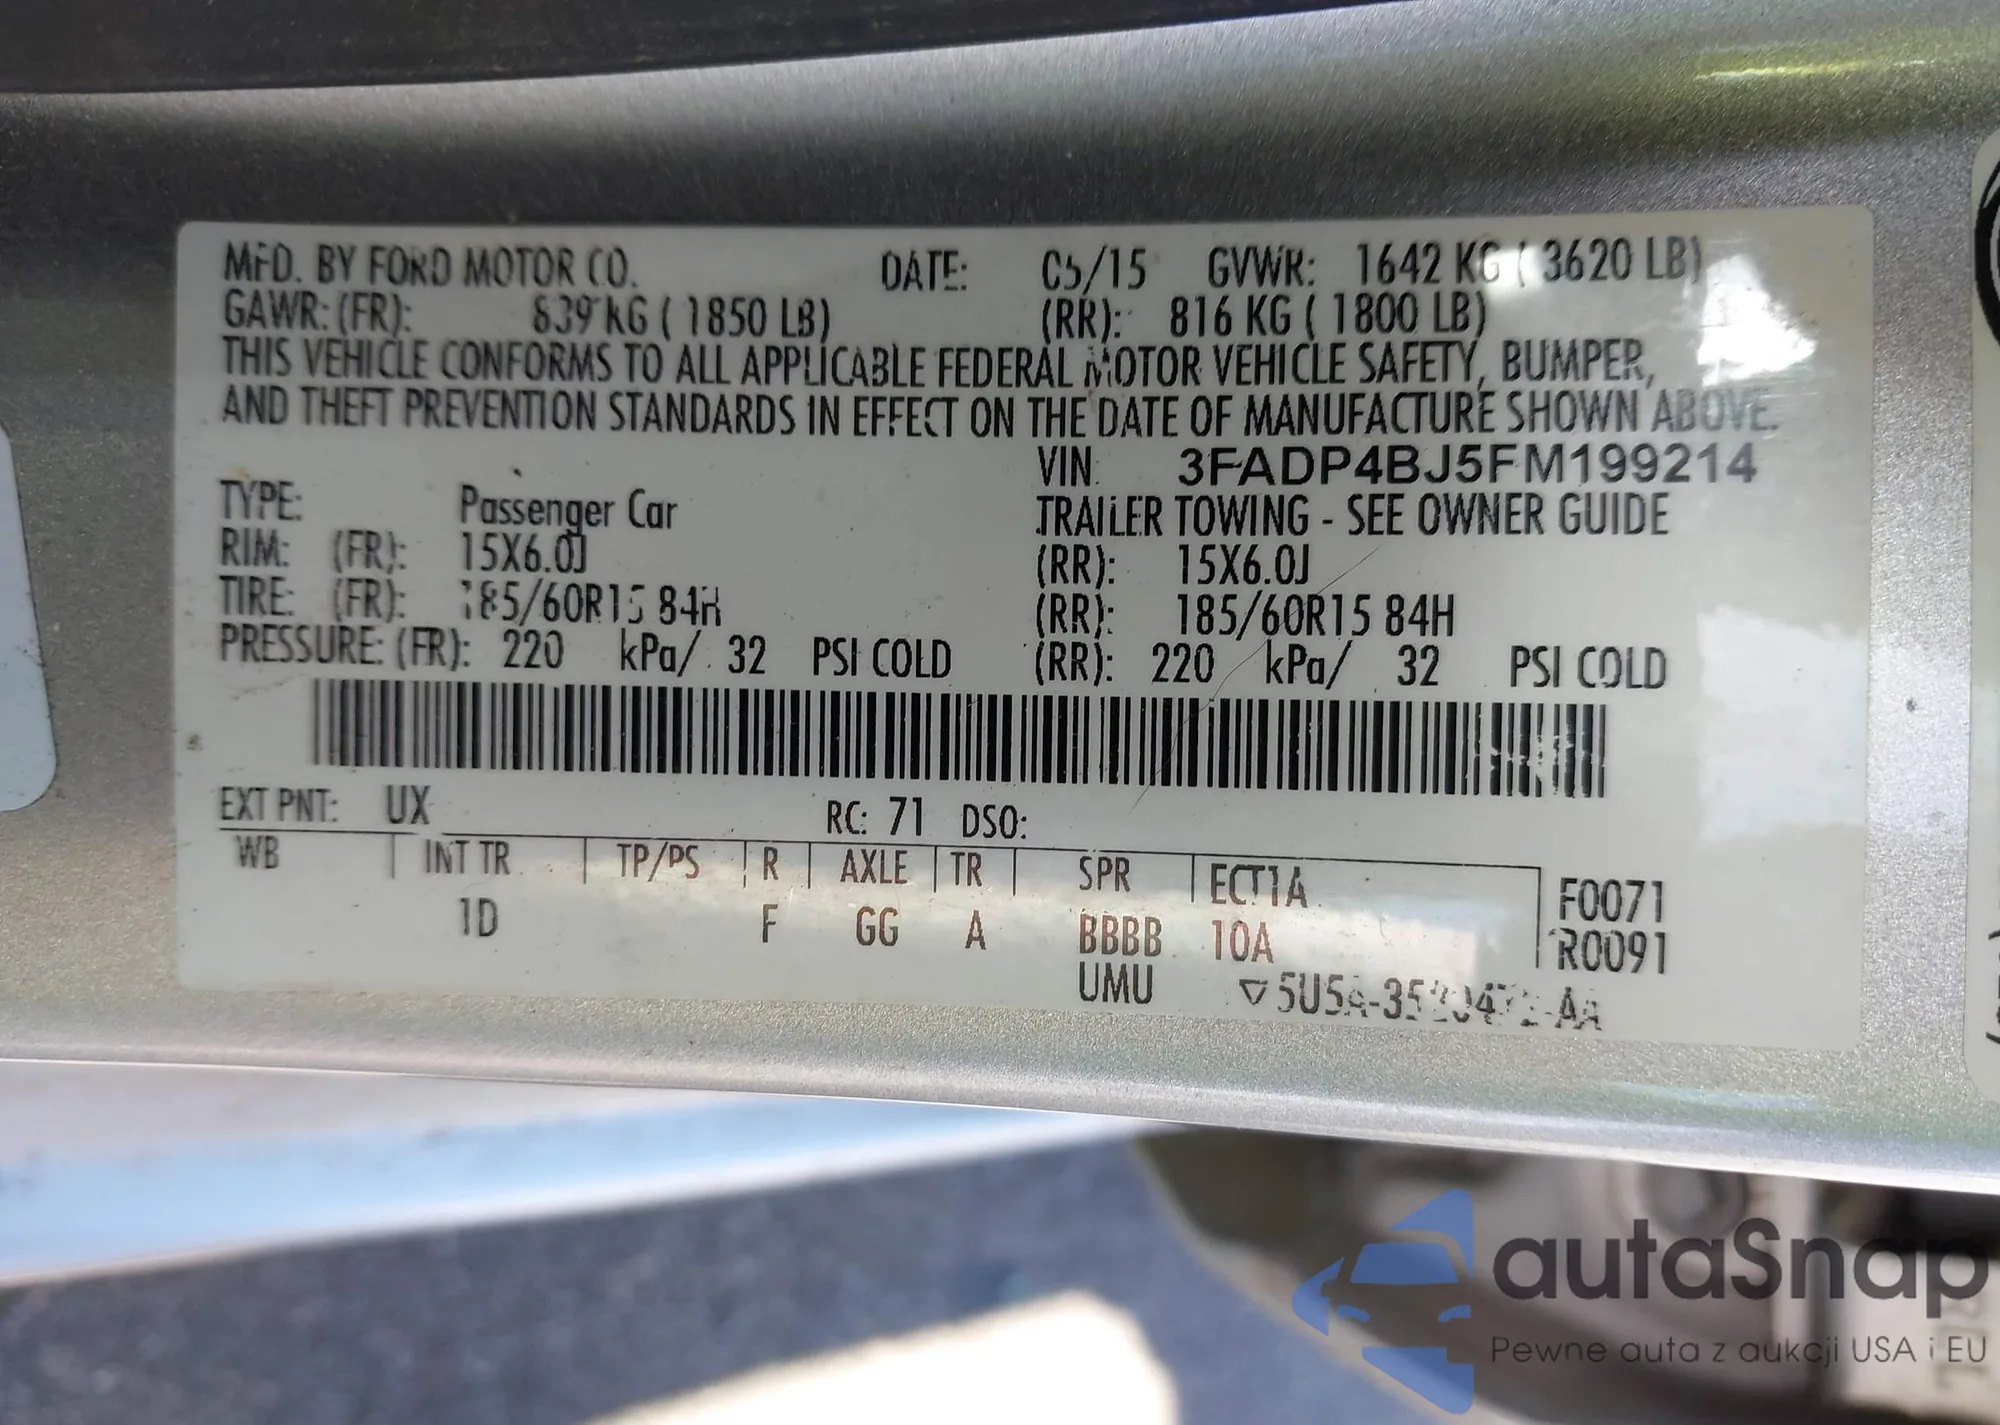 MFD. BY FORD MOTOR CO. DATE: 05/15 GVWR: 1642 KG ( 3620 LB)
GAWR: (FR): 839 KG ( 1850 LB) (RR): 816 KG ( 1800 LB)
THIS VEHICLE CONFORMS TO ALL APPLICABLE FEDERAL MOTOR VEHICLE SAFETY, BUMPER,
AND THEFT PREVENTION STANDARDS IN EFFECT ON THE DATE OF MANUFACTURE SHOWN ABOVE.
VIN: 3FADP4BJ5FM199214
TYPE: Passenger Car TRAILER TOWING - SEE OWNER GUIDE
RIM: (FR): 15X6.0J (RR): 15X6.0J
TIRE: (FR): 185/60R15 84H (RR): 185/60R15 84H
PRESSURE: (FR): 220 kPa/ 32 PSI COLD (RR): 220 kPa/ 32 PSI COLD
EXT PNT: UX RC: 71 DSO:
WB INT TR TP/PS R AXLE TR SPR ECT1A F0071
1D F GG A BBBB 10A R0091
UMU
autaSnap
Pewne auta z aukcji USA i EU